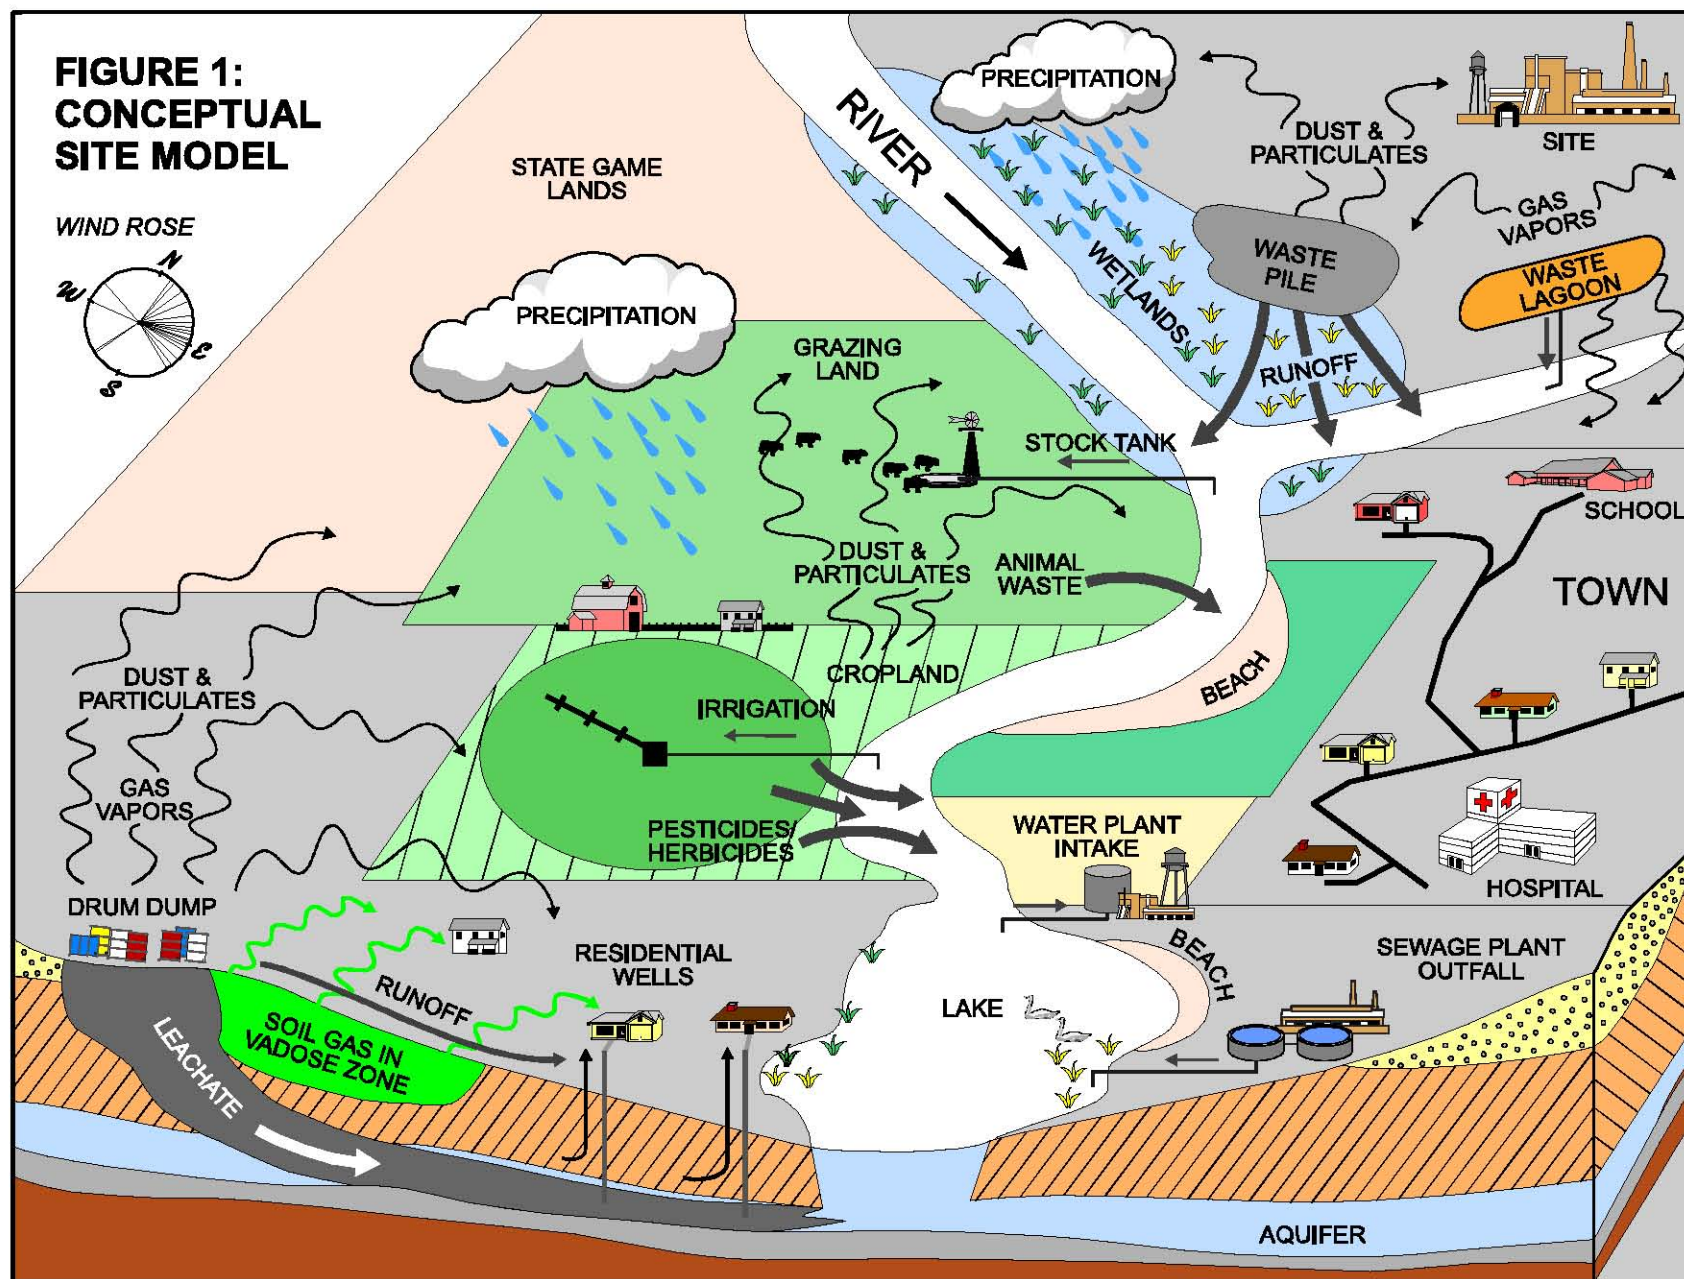 FIGURE 1:
CONCEPTUAL
SITE MODEL
WIND ROSE
N
W
E
S
STATE GAME
LANDS
PRECIPITATION
RIVER
PRECIPITATION
DUST &
PARTICULATES
SITE
GAS
VAPORS
WASTE
PILE
WASTE
LAGOON
WETLANDS
RUNOFF
GRAZING
LAND
STOCK TANK
SCHOOL
DUST &
PARTICULATES
ANIMAL
WASTE
TOWN
CROPLAND
BEACH
DUST &
PARTICULATES
IRRIGATION
GAS
VAPORS
PESTICIDES/
HERBICIDES
WATER PLANT
INTAKE
HOSPITAL
DRUM DUMP
RESIDENTIAL
WELLS
RUNOFF
BEACH
SEWAGE PLANT
OUTFALL
LAKE
SOIL GAS IN
VADOSE ZONE
LEACHATE
AQUIFER